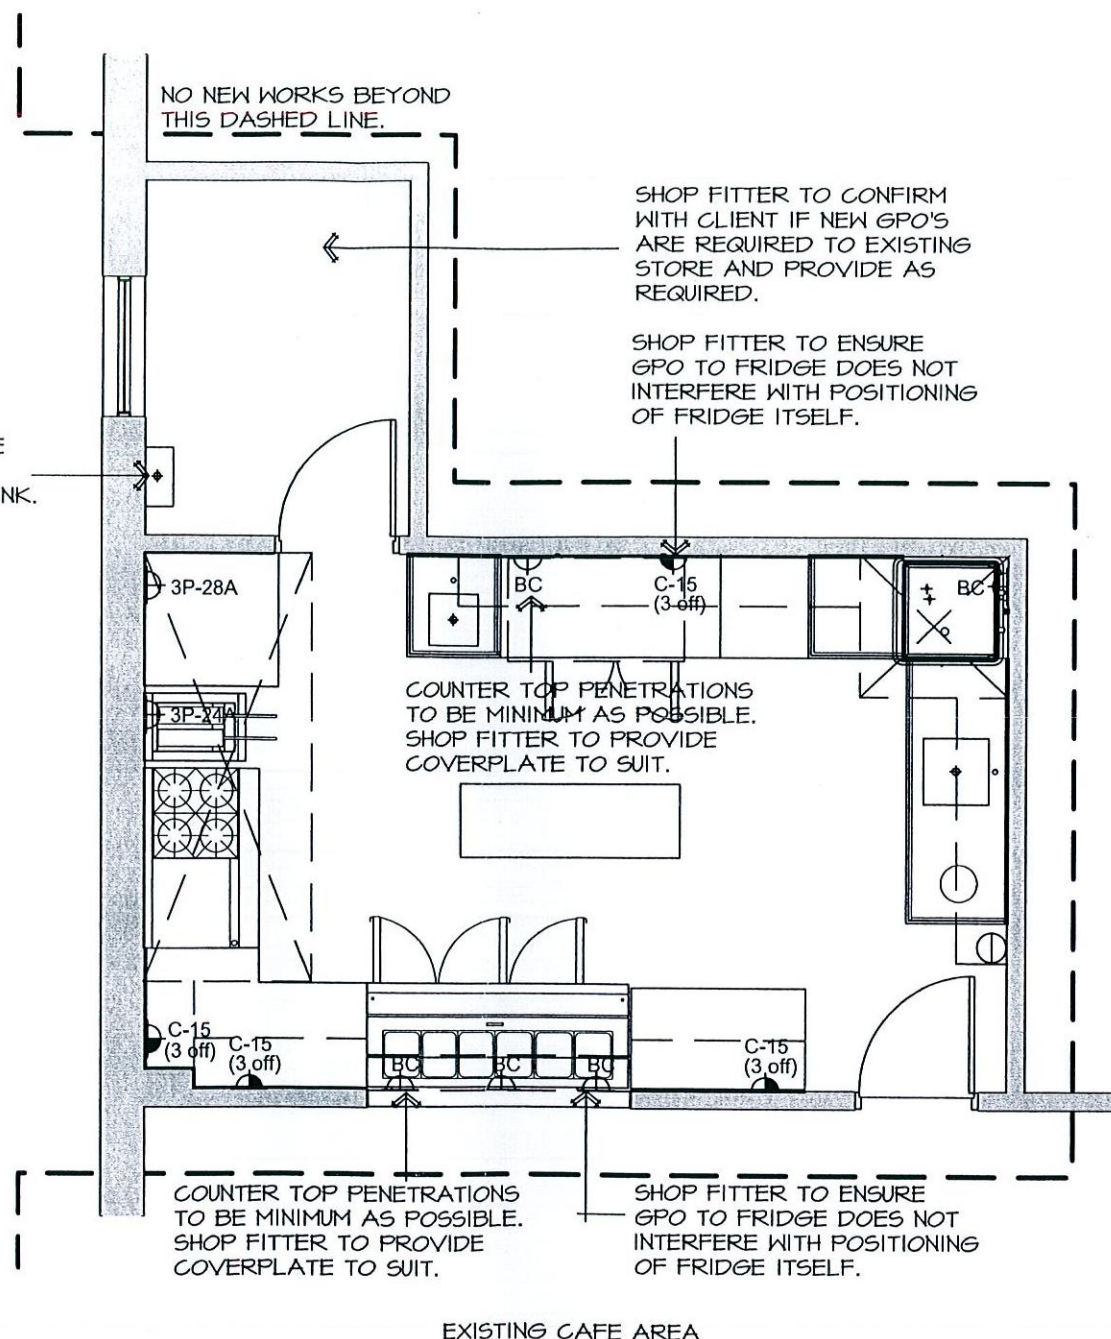 NO NEW WORKS BEYOND
THIS DASHED LINE.
SHOP FITTER TO CONFIRM
WITH CLIENT IF NEW GPO'S
ARE REQUIRED TO EXISTING
STORE AND PROVIDE AS
REQUIRED.
SHOP FITTER TO ENSURE
GPO TO FRIDGE DOES NOT
INTERFERE WITH POSITIONING
OF FRIDGE ITSELF.
E
NK.
3P-28A
BC
C-15
(3 off)
BC
3P-24A
COUNTER TOP PENETRATIONS
TO BE MINIMUM AS POSSIBLE.
SHOP FITTER TO PROVIDE
COVERPLATE TO SUIT.
C-15
(3 off)
C-15
(3 off)
BC
BC
BC
C-15
(3 off)
COUNTER TOP PENETRATIONS
TO BE MINIMUM AS POSSIBLE.
SHOP FITTER TO PROVIDE
COVERPLATE TO SUIT.
SHOP FITTER TO ENSURE
GPO TO FRIDGE DOES NOT
INTERFERE WITH POSITIONING
OF FRIDGE ITSELF.
EXISTING CAFE AREA